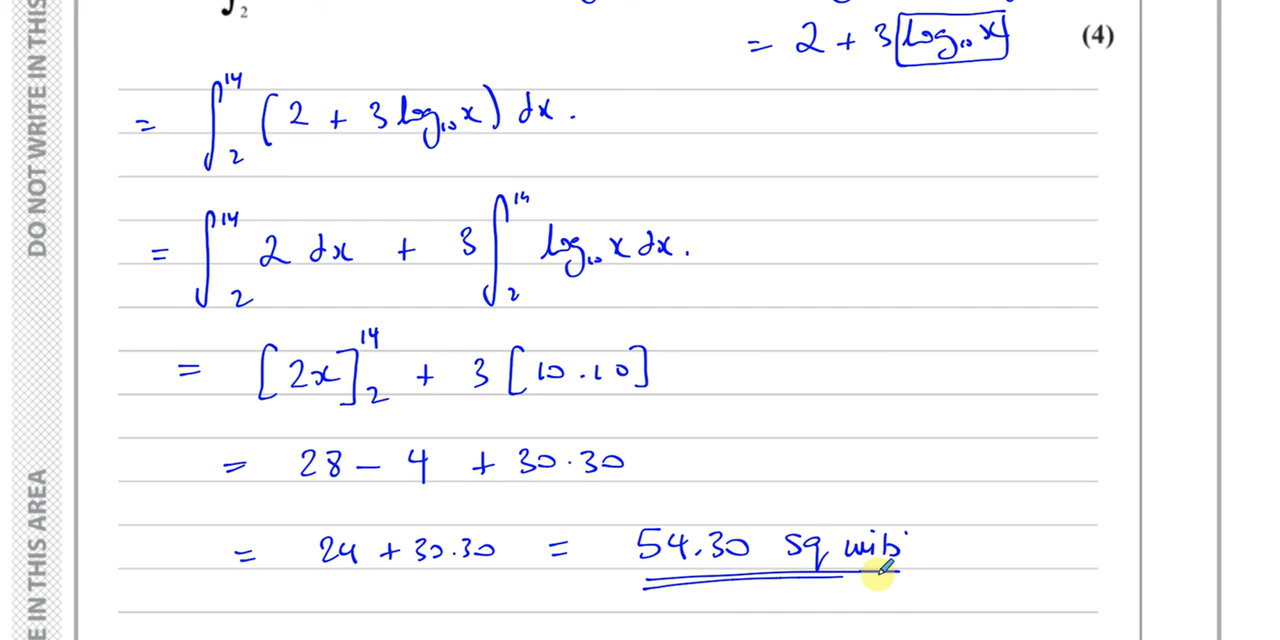 ∫₂
= 2 + 3 log₁₀ x (4)
= ∫₂¹⁴ (2 + 3 log₁₀ x) dx.
= ∫₂¹⁴ 2 dx + 3 ∫₂¹⁴ log₁₀ x dx.
= [2x]₂¹⁴ + 3 [10.10]
= 28 − 4 + 30.30
= 24 + 30.30 = 54.30 sq units
DO NOT WRITE IN THIS
E IN THIS AREA